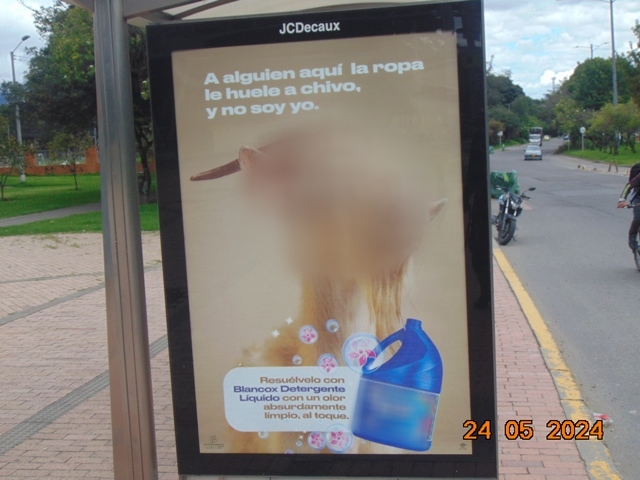 JCDecaux
A alguien aquí la ropa
le huele a chivo,
y no soy yo.
Resuélvelo con
Blancox Detergente
Líquido con un olor
absurdamente
limpio, al toque.
24 05 2024